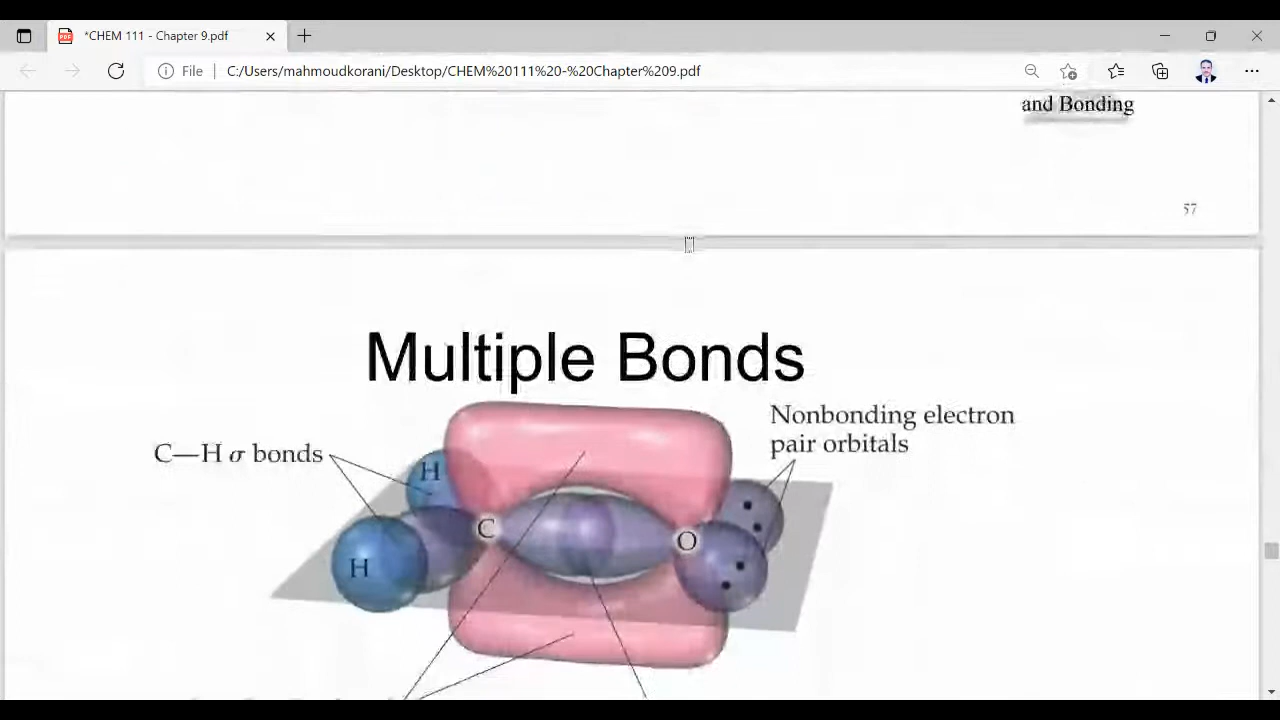 *CHEM 111 - Chapter 9.pdf
File | C:/Users/mahmoudkorani/Desktop/CHEM%20111%20-%20Chapter%209.pdf
and Bonding
57
Multiple Bonds
Nonbonding electron
pair orbitals
C—H σ bonds
H
C
O
H